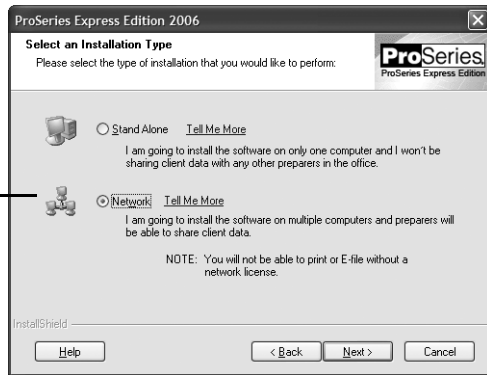 ProSeries Express Edition 2006
Select an Installation Type
Please select the type of installation that you would like to perform:
ProSeries
ProSeries Express Edition
Stand Alone Tell Me More
I am going to install the software on only one computer and I won't be
sharing client data with any other preparers in the office.
Network Tell Me More
I am going to install the software on multiple computers and preparers will
be able to share client data.
NOTE: You will not be able to print or E-file without a
network license.
InstallShield
Help
< Back
Next >
Cancel